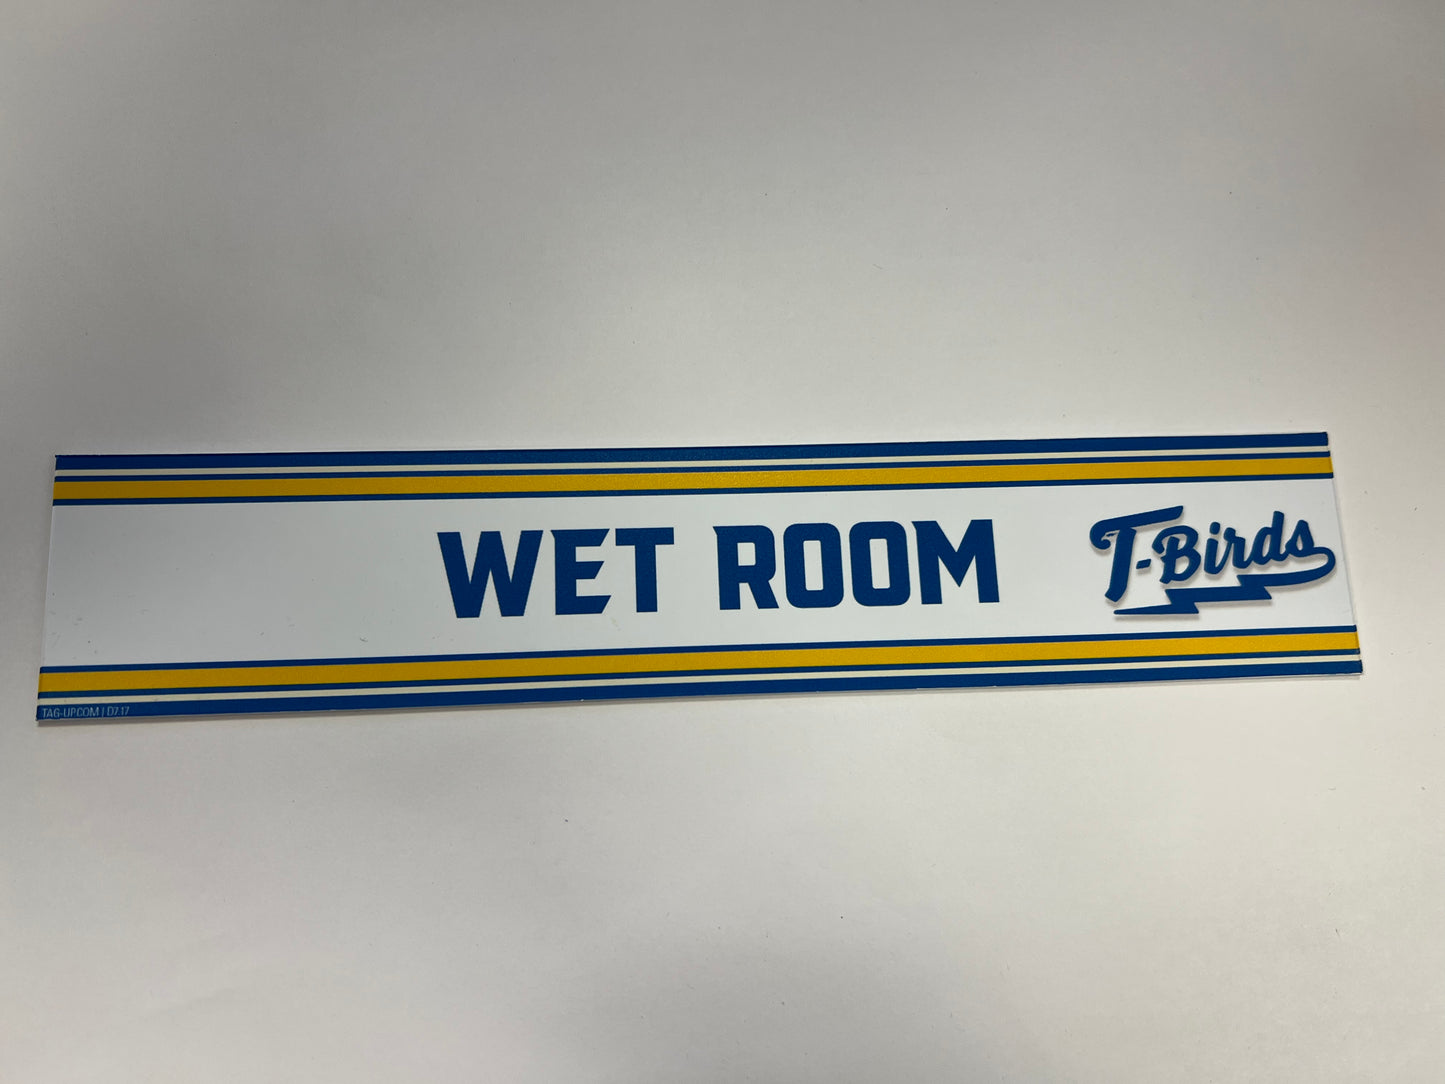 WET ROOM
T-Birds
TAG-UP.COM | D7.17